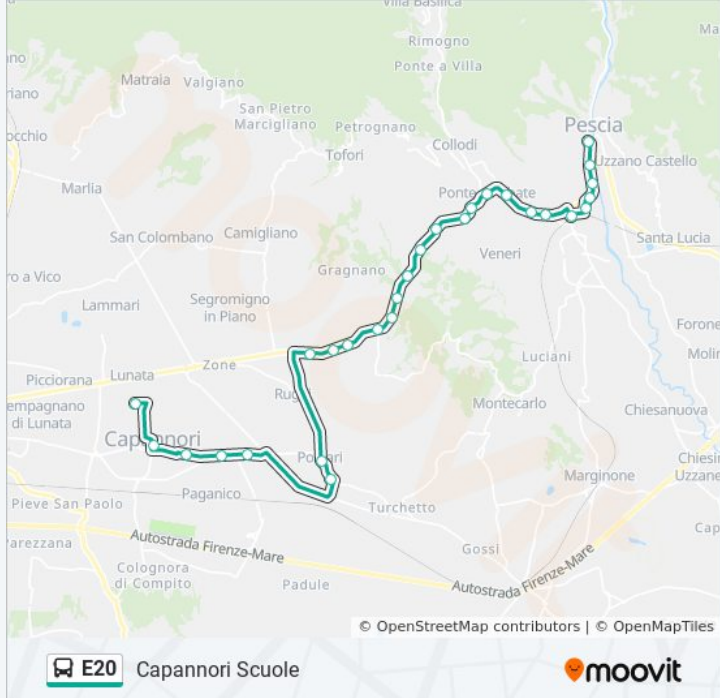 Villa Basilica
Rimogno
Ponte a Villa
Matraia
Valgiano
San Pietro
Marcigliano
Petrognano
Collodi
Tofori
Pescia
Uzzano Castello
Marlia
San Colombano
Camigliano
Veneri
Santa Lucia
Gragnano
Lammari
Segromigno
in Piano
Luciani
Zone
Picciorana
Lunata
Montecarlo
Chiesanuova
di Lunata
Capannori
Marginone
Paganico
Turchetto
Pieve San Paolo
Autostrada Firenze-Mare
Gossi
Colognora
di Compito
Padule
Autostrada Firenze-Mare
© OpenStreetMap contributors | © OpenMapTiles
E20 Capannori Scuole
moovit